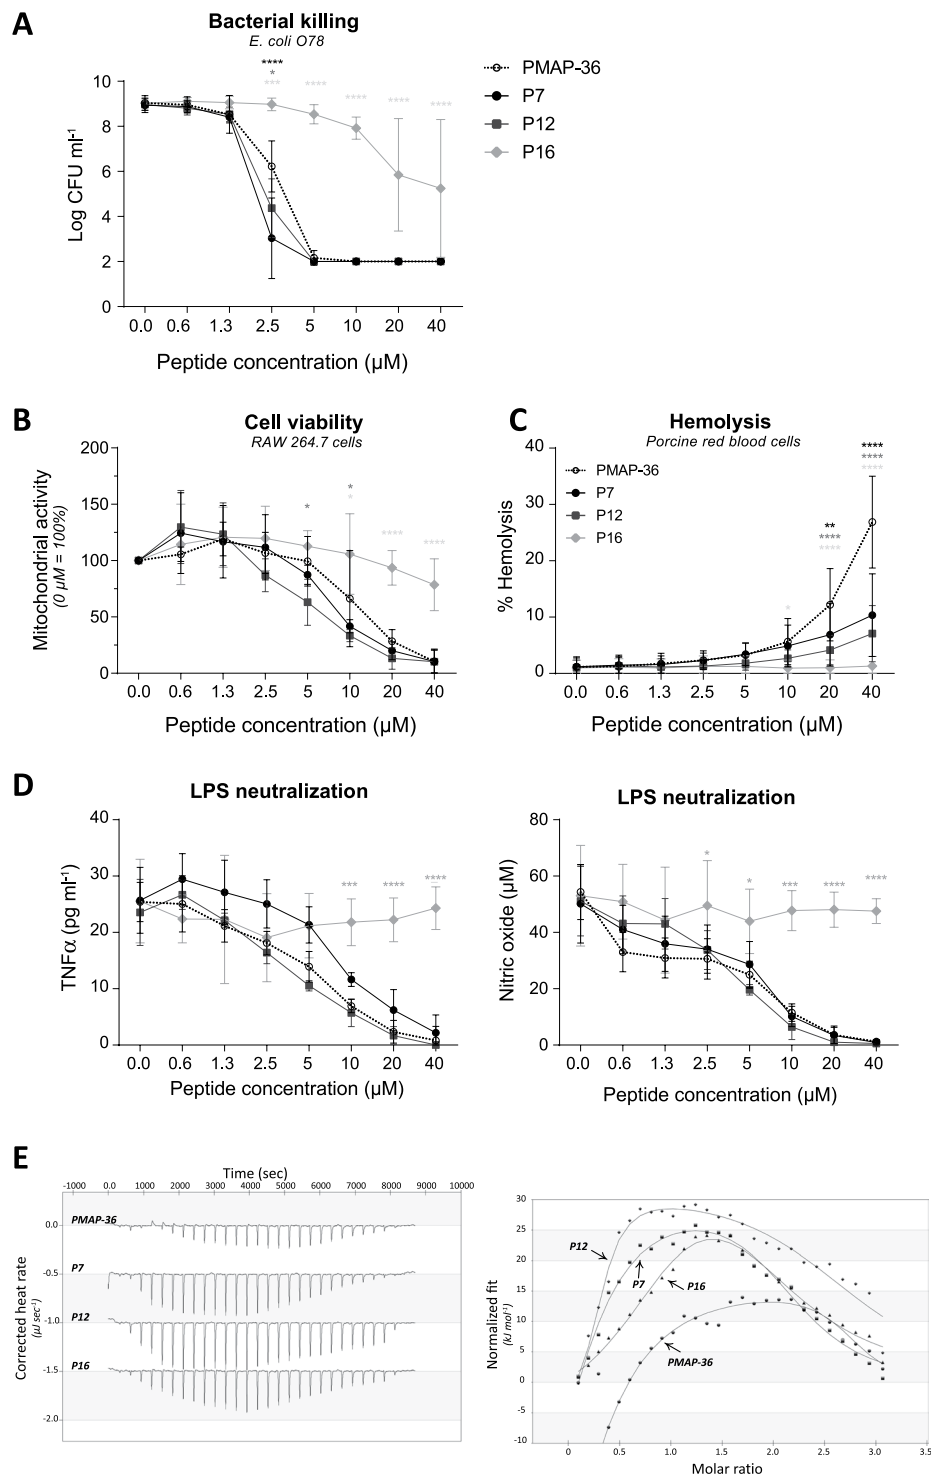 A
Bacterial killing
E. coli O78
****
*
*** **** **** **** ****
PMAP-36
P7
P12
P16
Log CFU ml⁻¹
10
8
6
4
2
0
0.0 0.6 1.3 2.5 5 10 20 40
Peptide concentration (µM)
B
Cell viability
RAW 264.7 cells
* * * **** ****
Mitochondrial activity
(0 µM = 100%)
200
150
100
50
0
0.0 0.6 1.3 2.5 5 10 20 40
Peptide concentration (µM)
C
Hemolysis
Porcine red blood cells
PMAP-36
P7
P12
P16
*
**
****
****
****
****
****
% Hemolysis
40
30
20
10
0
0.0 0.6 1.3 2.5 5 10 20 40
Peptide concentration (µM)
D
LPS neutralization
*** **** ****
TNFα (pg ml⁻¹)
40
30
20
10
0
0.0 0.6 1.3 2.5 5 10 20 40
Peptide concentration (µM)
LPS neutralization
* * *** **** ****
Nitric oxide (µM)
80
60
40
20
0
0.0 0.6 1.3 2.5 5 10 20 40
Peptide concentration (µM)
E
Time (sec)
-1000 0.0 1000 2000 3000 4000 5000 6000 7000 8000 9000 10000
PMAP-36
P7
P12
P16
Corrected heat rate
(µJ sec⁻¹)
0.0
-0.5
-1.0
-1.5
-2.0
Normalized fit
(kJ mol⁻¹)
30
25
20
15
10
5
0
-5
-10
P12
P7
P16
PMAP-36
0 0.5 1.0 1.5 2.0 2.5 3.0 3.5
Molar ratio